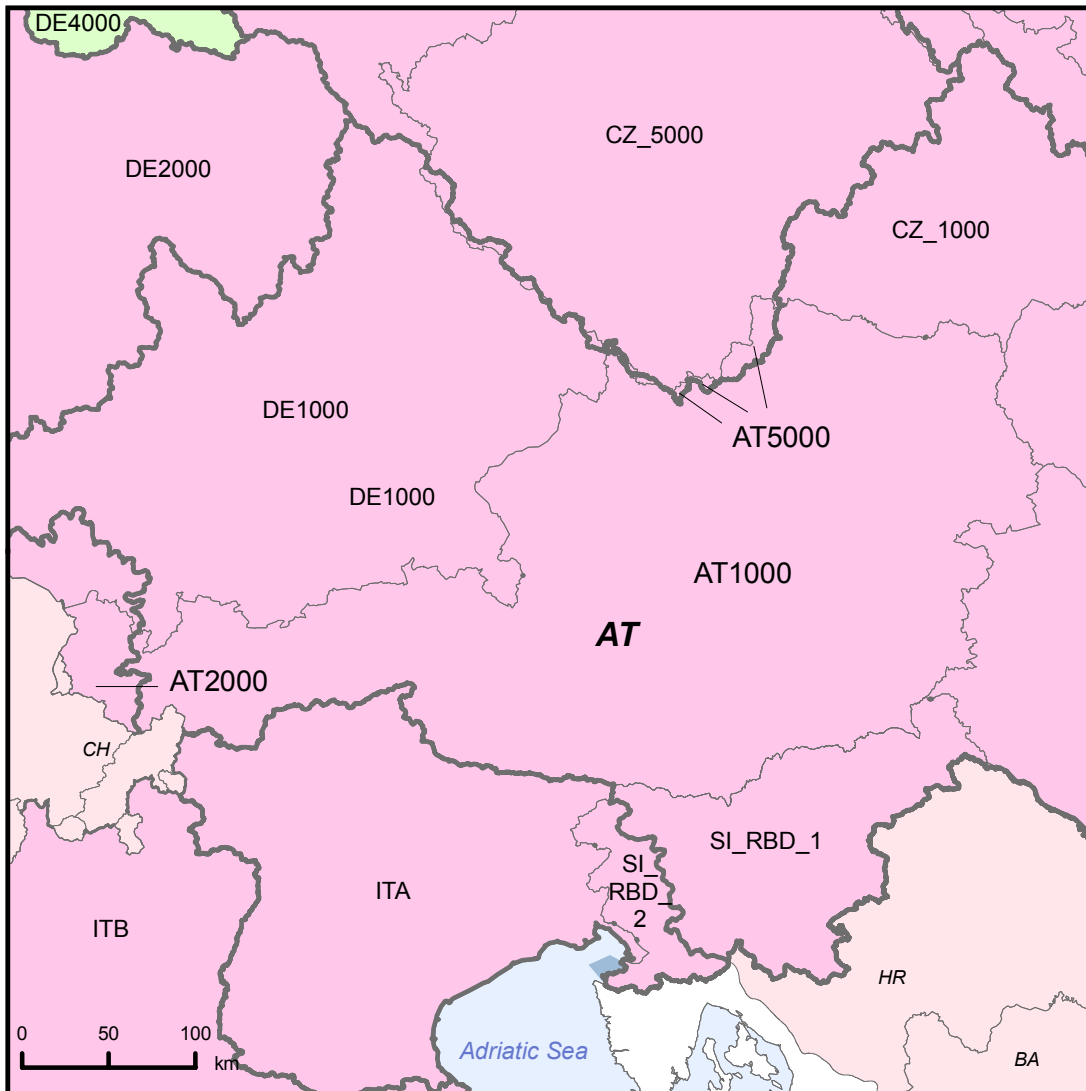 DE4000
CZ_5000
DE2000
CZ_1000
DE1000
AT5000
DE1000
AT1000
AT
AT2000
CH
SI_RBD_1
SI_
RBD_
2
ITA
ITB
HR
0 50 100
km
Adriatic Sea
BA